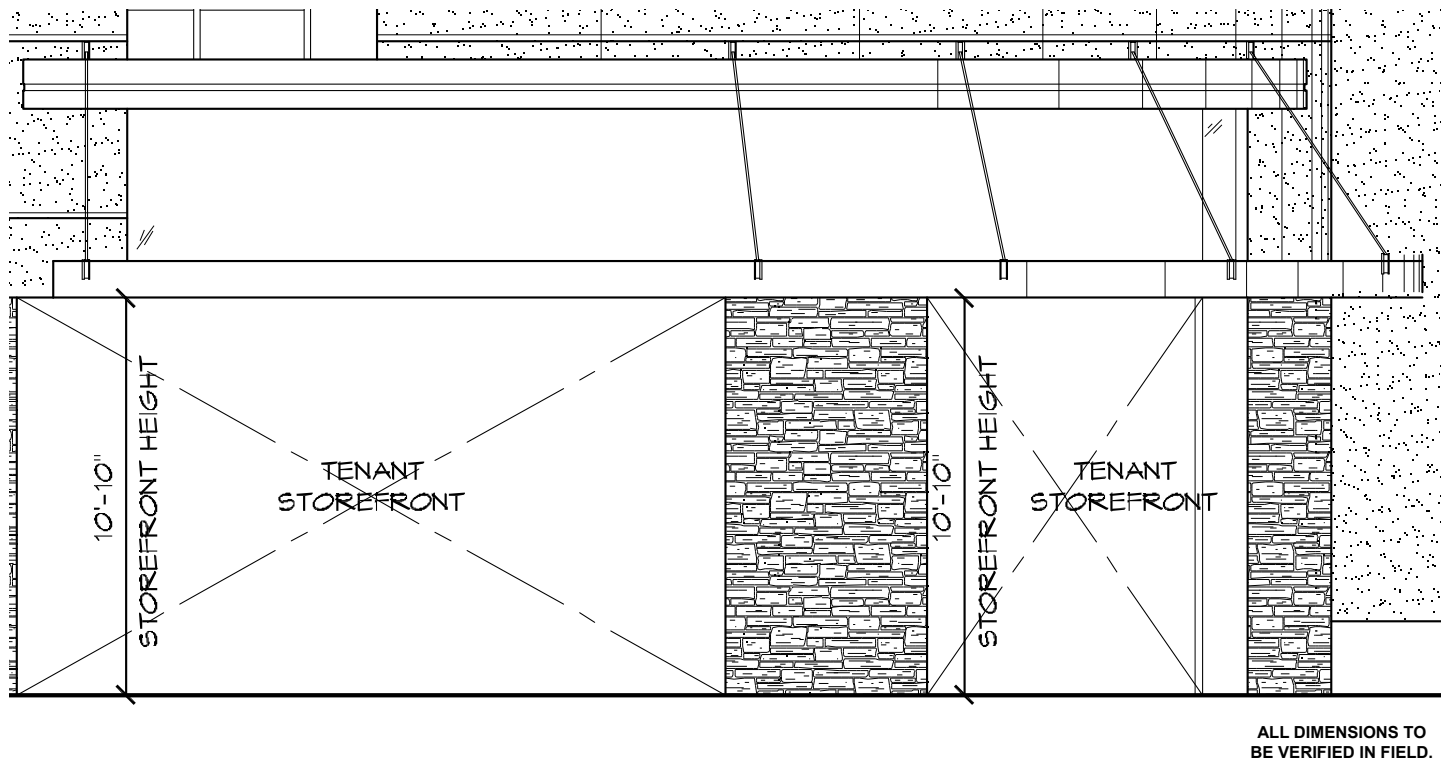 10'-10"
STOREFRONT HEIGHT
TENANT
STOREFRONT
10'-10"
STOREFRONT HEIGHT
TENANT
STOREFRONT
ALL DIMENSIONS TO
BE VERIFIED IN FIELD.